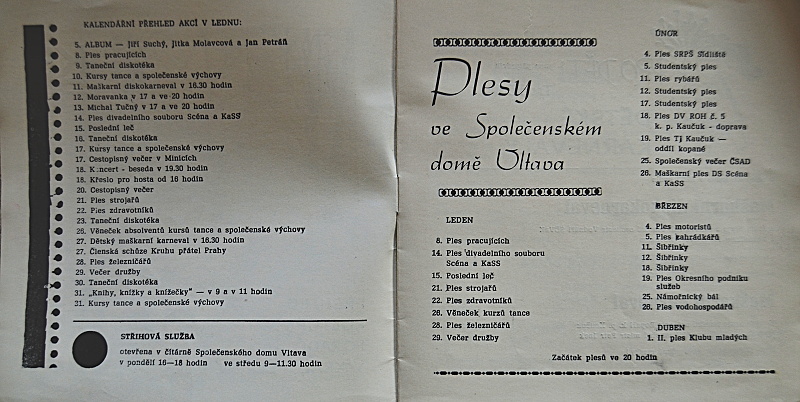 KALENDÁŘNÍ PŘEHLED AKCÍ V LEDNU:
5. ALBUM — Jiří Suchý, Jitka Molavcová a Jan Petráň
8. Ples pracujících
9. Taneční diskotéka
10. Kursy tance a společenské výchovy
11. Maškarní diskokarneval v 16.30 hodin
12. Moravanka v 17 a ve 20 hodin
13. Michal Tučný v 17 a ve 20 hodin
14. Ples divadelního souboru Scéna a KaSS
15. Poslední leč
16. Taneční diskotéka
17. Kursy tance a společenské výchovy
17. Cestopisný večer v Minicích
18. Koncert - beseda v 19.30 hodin
18. Křeslo pro hosta od 16 hodin
20. Cestopisný večer
21. Ples strojařů
22. Ples zdravotníků
23. Taneční diskotéka
26. Věneček absolventů kursů tance a společenské výchovy
27. Dětský maškarní karneval v 16.30 hodin
27. Členská schůze Kruhu přátel Prahy
28. Ples železničářů
29. Večer družby
30. Taneční diskotéka
31. „Knihy, knížky a knížečky" — v 9 a v 11 hodin
31. Kursy tance a společenské výchovy
STŘIHOVÁ SLUŽBA
otevřena v čítárně Společenského domu Vltava
v pondělí 16—18 hodin ve středu 9—11.30 hodin
Plesy
ve Společenském
domě Vltava
LEDEN
8. Ples pracujících
14. Ples divadelního souboru
Scéna a KaSS
15. Poslední leč
21. Ples strojařů
22. Ples zdravotníků
26. Věneček kurzů tance
28. Ples železničářů
29. Večer družby
ÚNOR
4. Ples SRPŠ Sídliště
5. Studentský ples
11. Ples rybářů
12. Studentský ples
17. Studentský ples
18. Ples DV ROH č. 5
k. p. Kaučuk - doprava
19. Ples Tj Kaučuk —
oddíl kopané
25. Společenský večer ČSAD
26. Maškarní ples DS Scéna
a KaSS
BŘEZEN
4. Ples motoristů
5. Ples zahrádkářů
11. Šibřinky
12. Šibřinky
18. Šibřinky
19. Ples Okresního podniku
služeb
25. Námořnický bál
26. Ples vodohospodářů
DUBEN
1. II. ples Klubu mladých
Začátek plesů ve 20 hodin